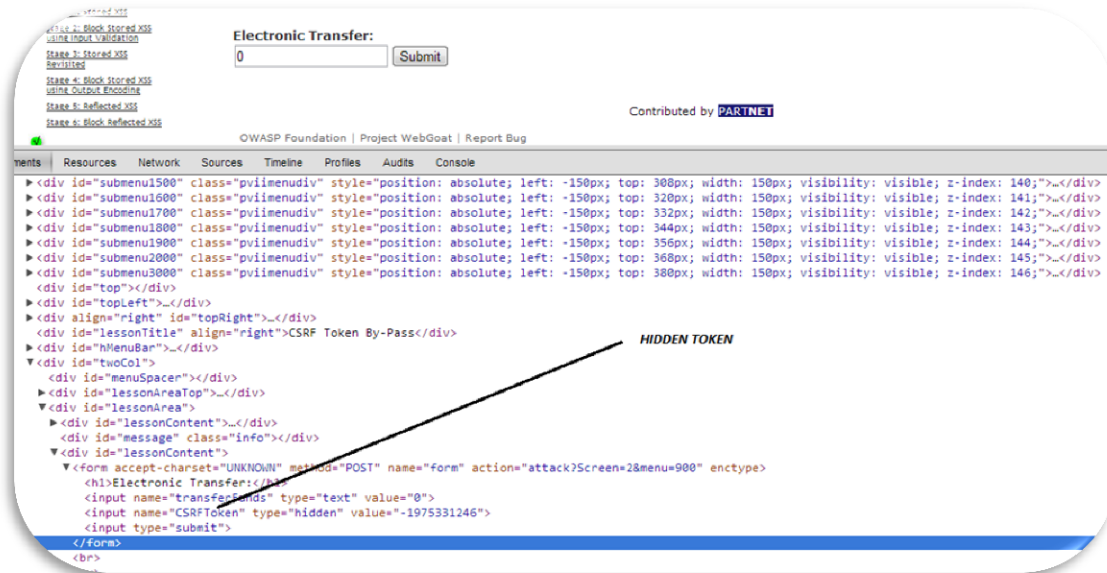 Stage 2: Block Stored XSS
using Input Validation
Stage 3: Stored XSS
Revisited
Stage 4: Block Stored XSS
using Output Encoding
Stage 5: Reflected XSS
Stage 6: Block Reflected XSS
Electronic Transfer:
0
Submit
Contributed by PARTNET
OWASP Foundation | Project WebGoat | Report Bug
ments Resources Network Sources Timeline Profiles Audits Console
▶<div id="submenu1500" class="pviimenudiv" style="position: absolute; left: -150px; top: 308px; width: 150px; visibility: visible; z-index: 140;">…</div>
▶<div id="submenu1600" class="pviimenudiv" style="position: absolute; left: -150px; top: 320px; width: 150px; visibility: visible; z-index: 141;">…</div>
▶<div id="submenu1700" class="pviimenudiv" style="position: absolute; left: -150px; top: 332px; width: 150px; visibility: visible; z-index: 142;">…</div>
▶<div id="submenu1800" class="pviimenudiv" style="position: absolute; left: -150px; top: 344px; width: 150px; visibility: visible; z-index: 143;">…</div>
▶<div id="submenu1900" class="pviimenudiv" style="position: absolute; left: -150px; top: 356px; width: 150px; visibility: visible; z-index: 144;">…</div>
▶<div id="submenu2000" class="pviimenudiv" style="position: absolute; left: -150px; top: 368px; width: 150px; visibility: visible; z-index: 145;">…</div>
▶<div id="submenu3000" class="pviimenudiv" style="position: absolute; left: -150px; top: 380px; width: 150px; visibility: visible; z-index: 146;">…</div>
<div id="top"></div>
▶<div id="topLeft">…</div>
▶<div align="right" id="topRight">…</div>
<div id="lessonTitle" align="right">CSRF Token By-Pass</div>
HIDDEN TOKEN
▶<div id="hMenuBar">…</div>
▼<div id="twoCol">
<div id="menuSpacer"></div>
▶<div id="lessonAreaTop">…</div>
▼<div id="lessonArea">
▶<div id="lessonContent">…</div>
<div id="message" class="info"></div>
▼<div id="lessonContent">
▼<form accept-charset="UNKNOWN" method="POST" name="form" action="attack?Screen=2&menu=900" enctype>
<h1>Electronic Transfer:</h1>
<input name="transferFunds" type="text" value="0">
<input name="CSRFToken" type="hidden" value="-1975331246">
<input type="submit">
</form>
<br>